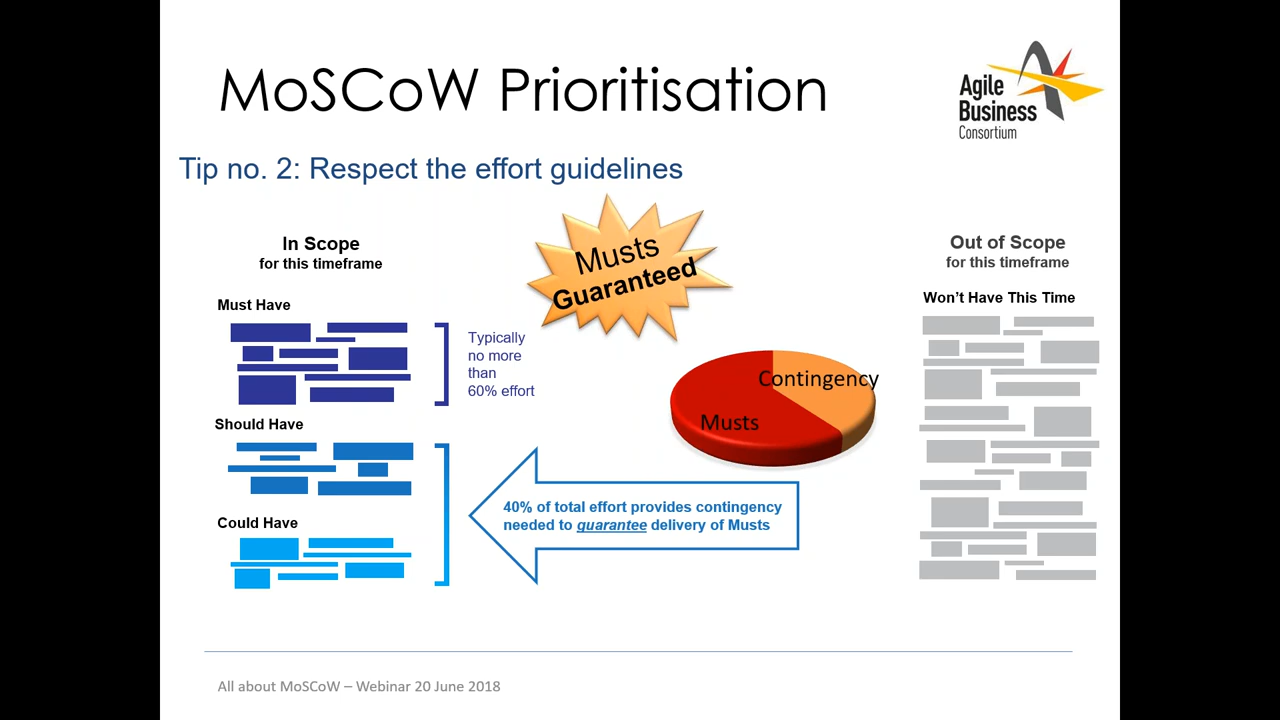 MoSCoW Prioritisation
Agile
Business
Consortium
Tip no. 2: Respect the effort guidelines
In Scope
for this timeframe
Musts
Guaranteed
Out of Scope
for this timeframe
Must Have
Won't Have This Time
Typically
no more
than
60% effort
Contingency
Musts
Should Have
40% of total effort provides contingency
needed to guarantee delivery of Musts
Could Have
All about MoSCoW – Webinar 20 June 2018